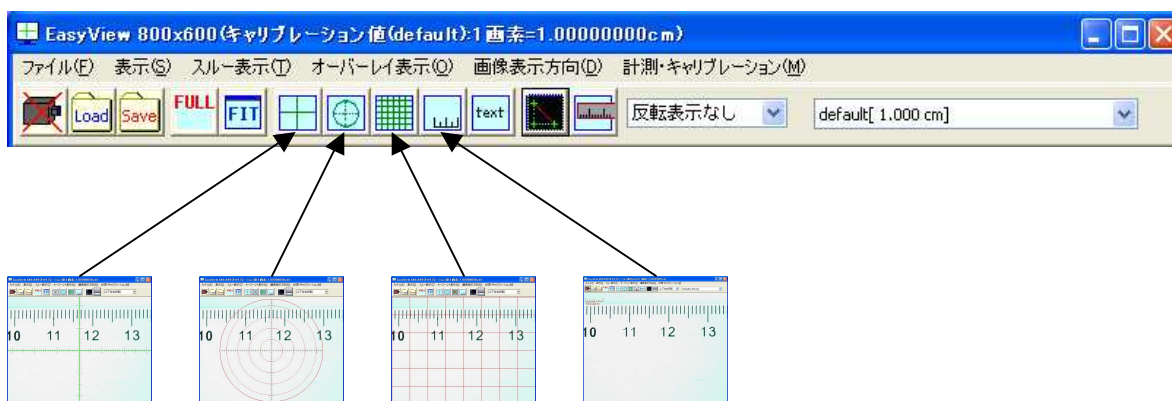 EasyView 800x600(キャリブレーション値(default):1画素=1.00000000cm)
ファイル(F) 表示(S) スルー表示(T) オーバーレイ表示(O) 画像表示方向(D) 計測・キャリブレーション(M)
Load Save FULL FIT text 反転表示なし default[ 1.000 cm]
10 11 12 13 10 11 12 13 10 11 12 13 10 11 12 13